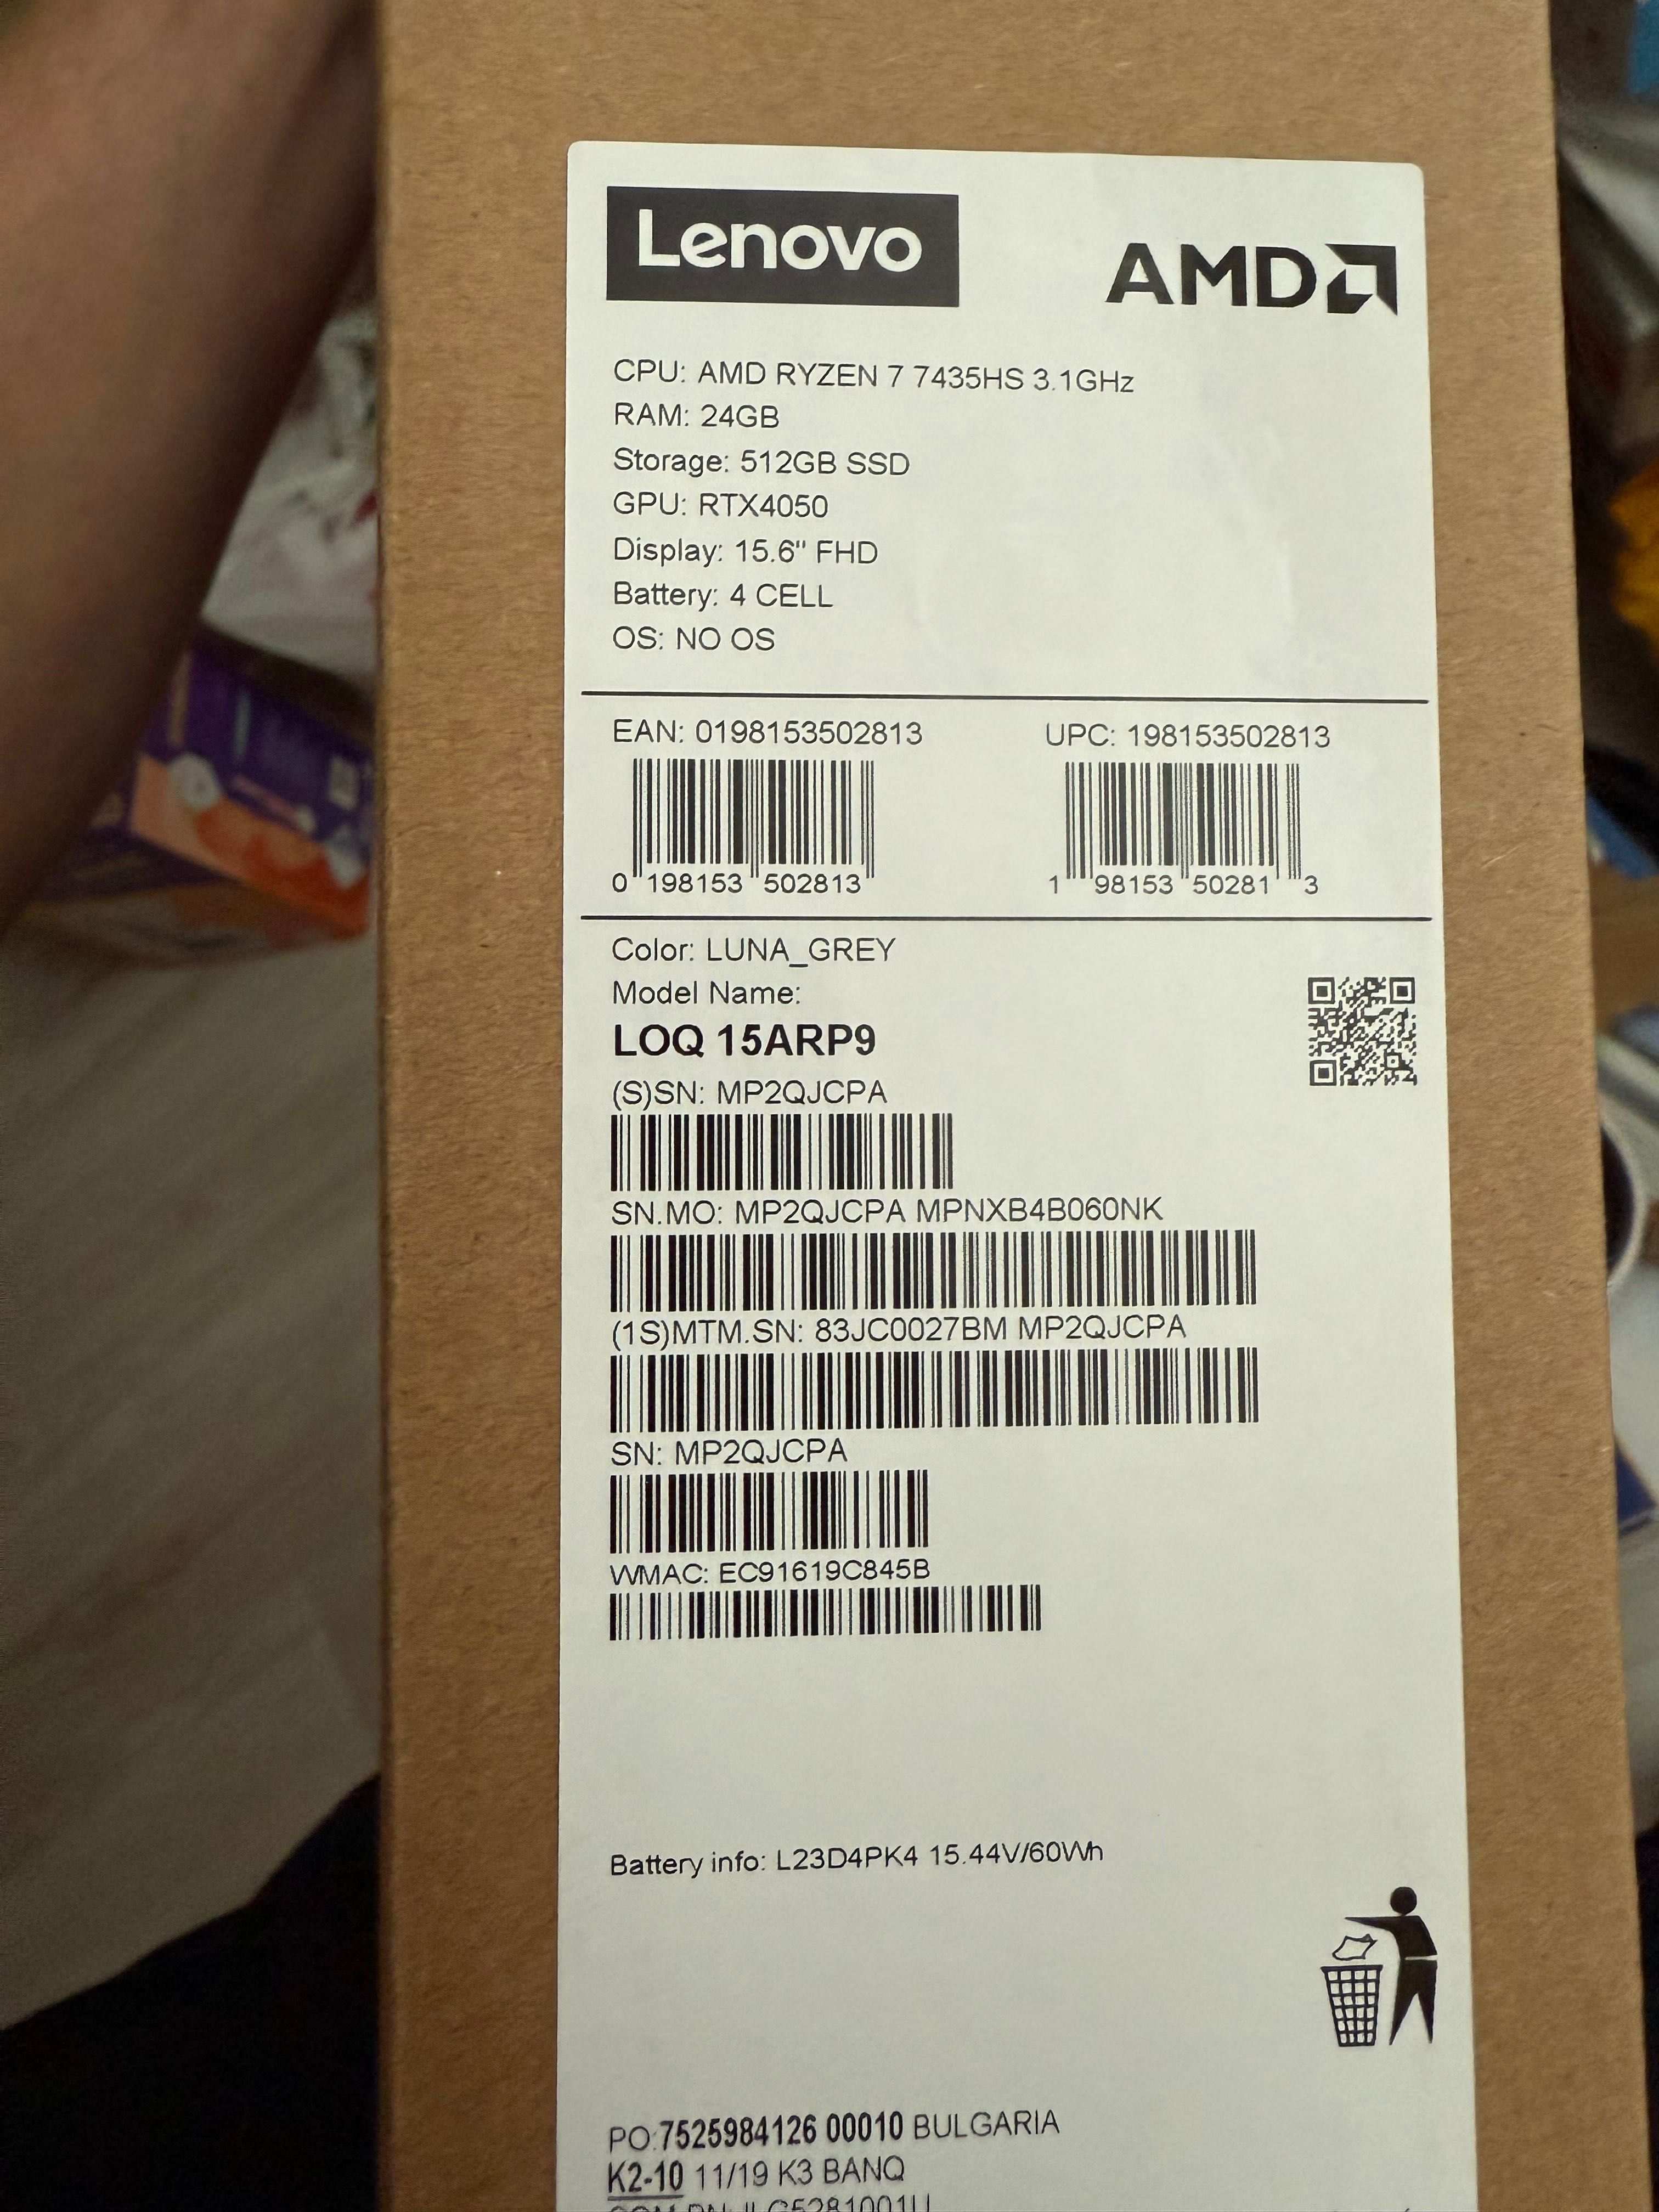 Lenovo
AMD
CPU: AMD RYZEN 7 7435HS 3.1GHz
RAM: 24GB
Storage: 512GB SSD
GPU: RTX4050
Display: 15.6" FHD
Battery: 4 CELL
OS: NO OS
EAN: 0198153502813 UPC: 198153502813
0 198153 502813 1 98153 50281 3
Color: LUNA_GREY
Model Name:
LOQ 15ARP9
(S)SN: MP2QJCPA
SN.MO: MP2QJCPA MPNXB4B060NK
(1S)MTM.SN: 83JC0027BM MP2QJCPA
SN: MP2QJCPA
WMAC: EC91619C845B
Battery info: L23D4PK4 15.44V/60Wh
PO:7525984126 00010 BULGARIA
K2-10 11/19 K3 BANQ